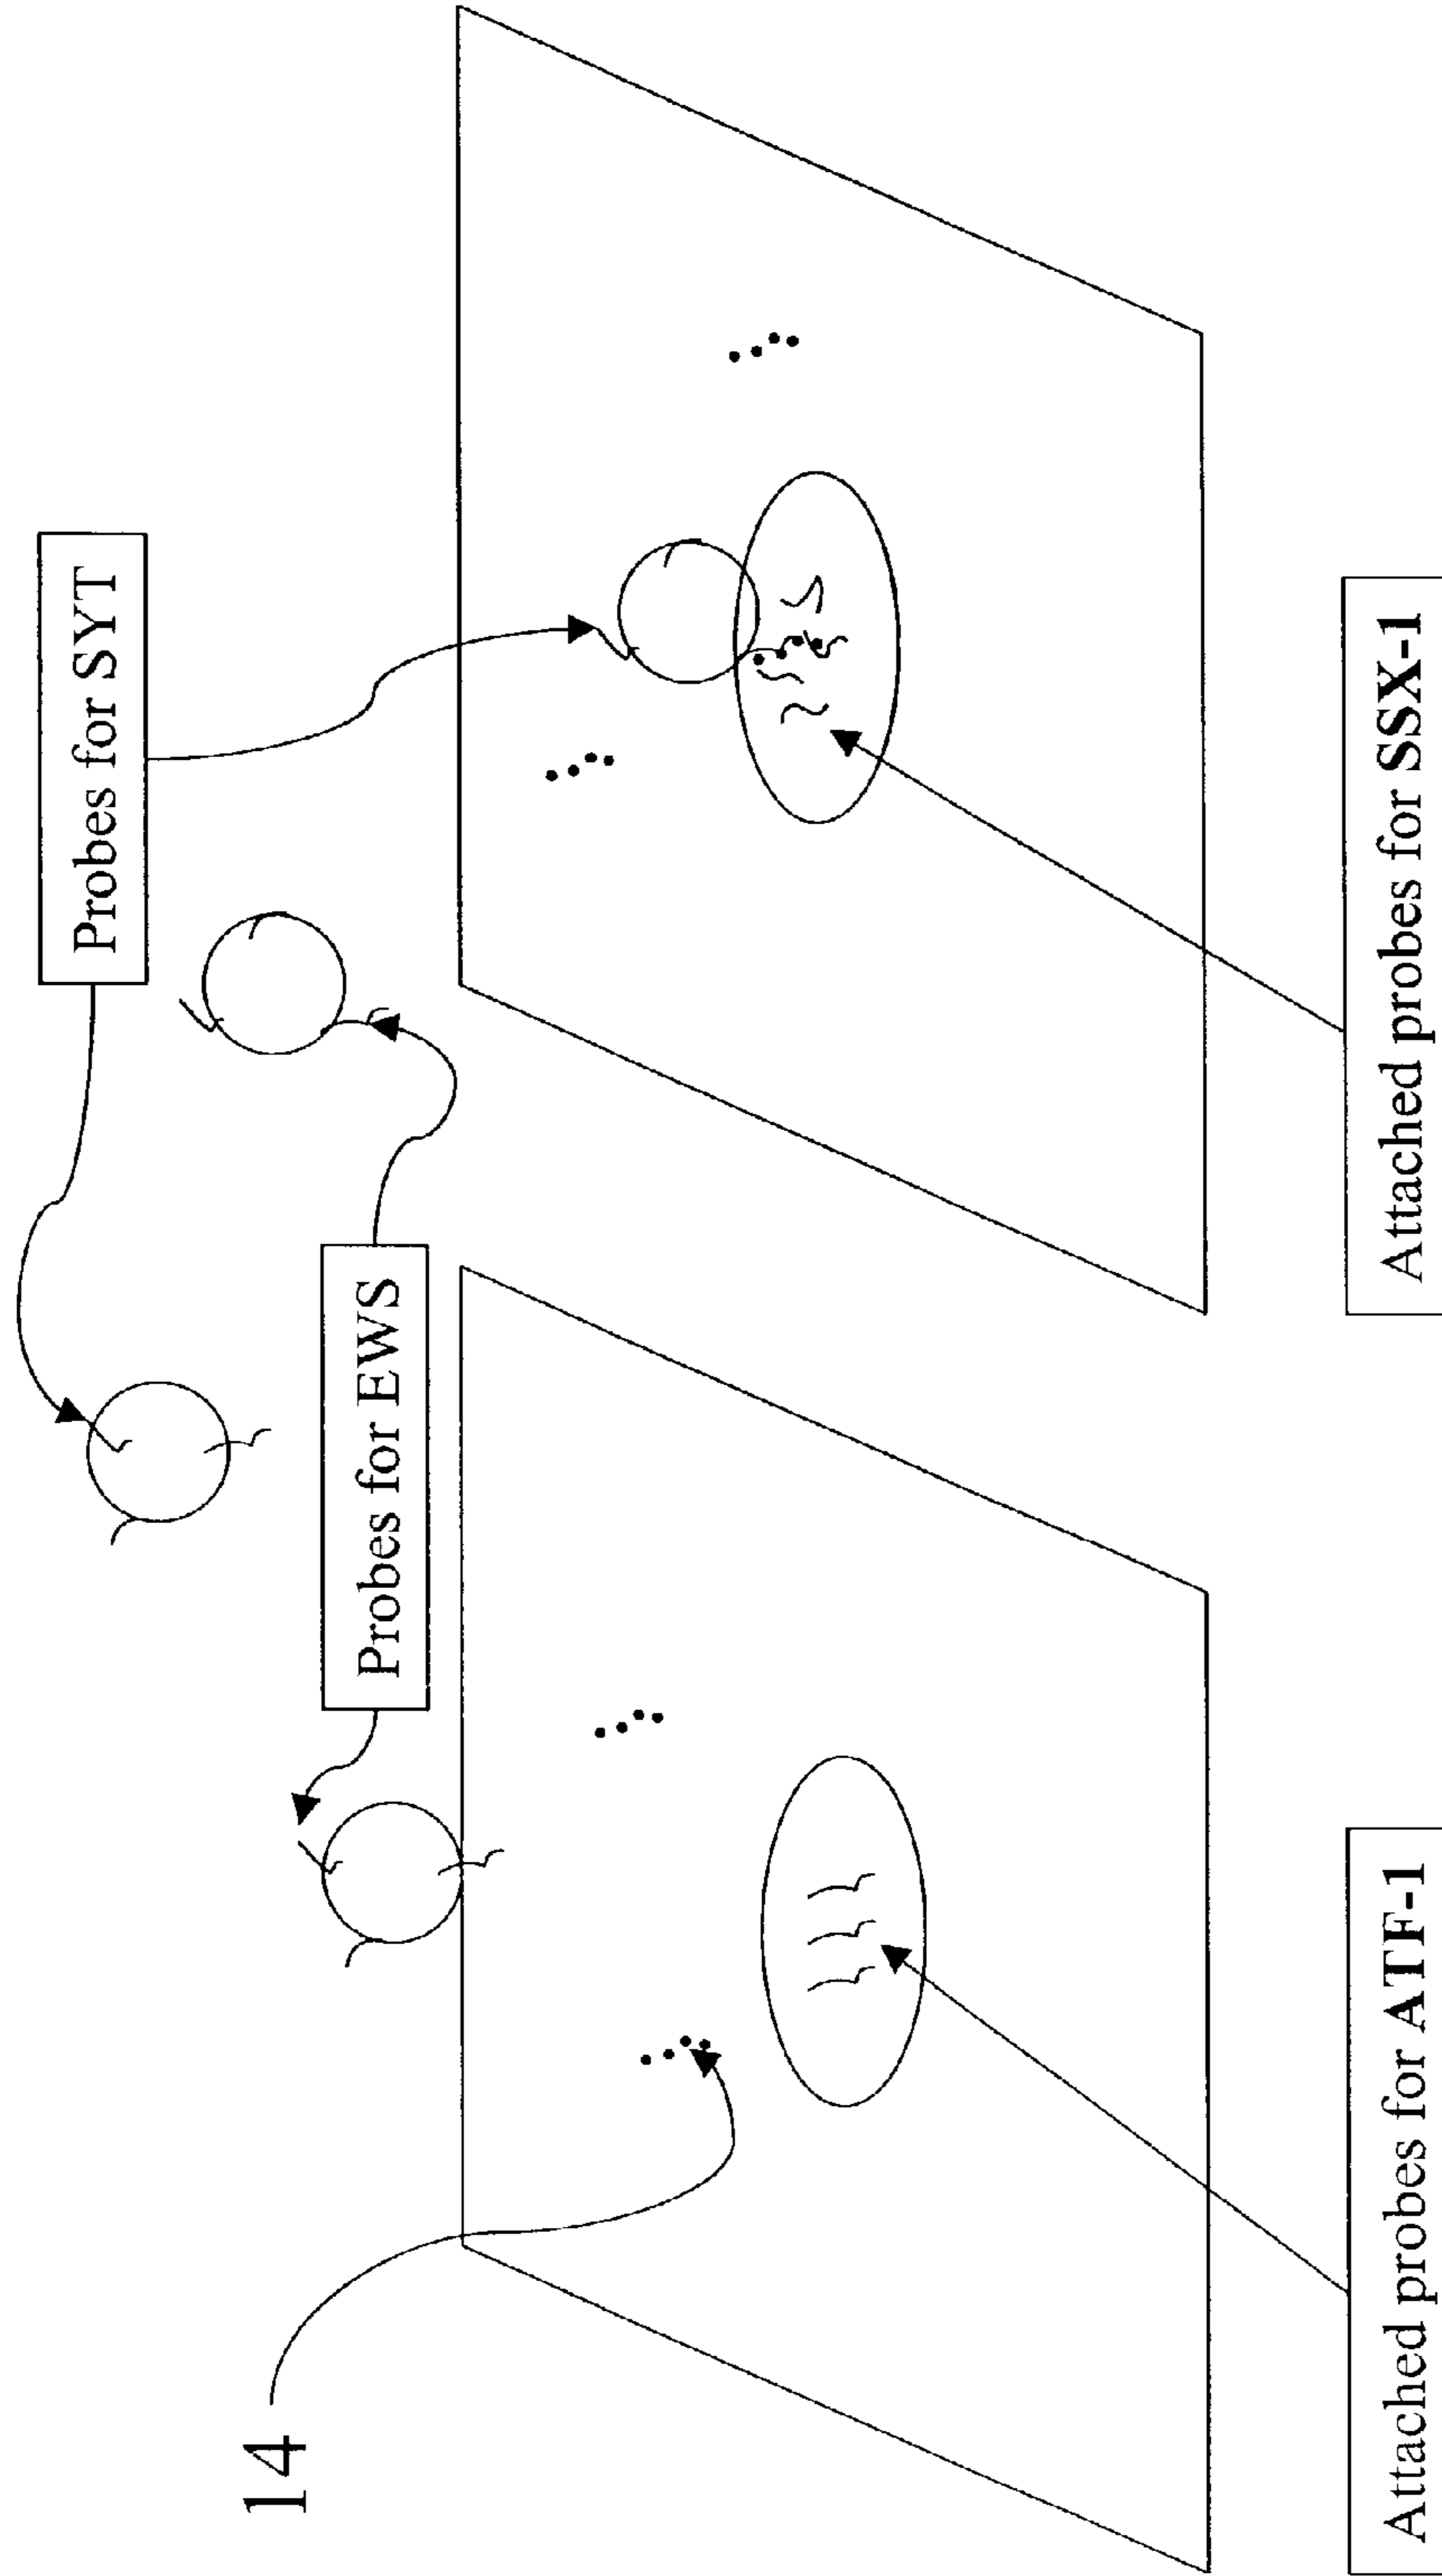 Probes for SYT
Probes for EWS
14
Attached probes for ATF-1
Attached probes for SSX-1